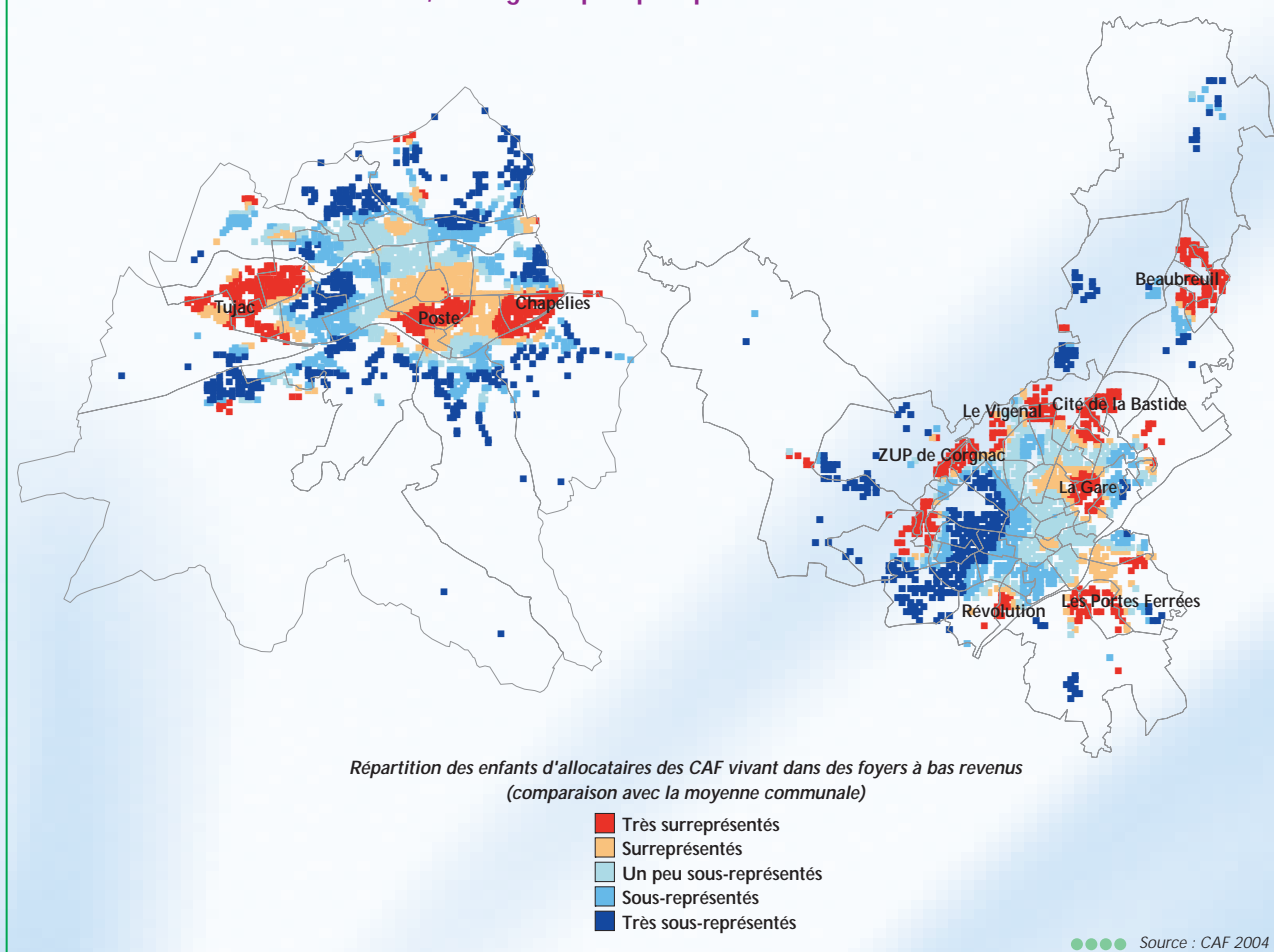 Beaubreuil
Tujac
Poste
Chapelies
Le Vigenal
Cité de la Bastide
ZUP de Corgnac
La Gare
Révolution
Les Portes Ferrées
Répartition des enfants d'allocataires des CAF vivant dans des foyers à bas revenus
(comparaison avec la moyenne communale)
Très surreprésentés
Surreprésentés
Un peu sous-représentés
Sous-représentés
Très sous-représentés
Source : CAF 2004